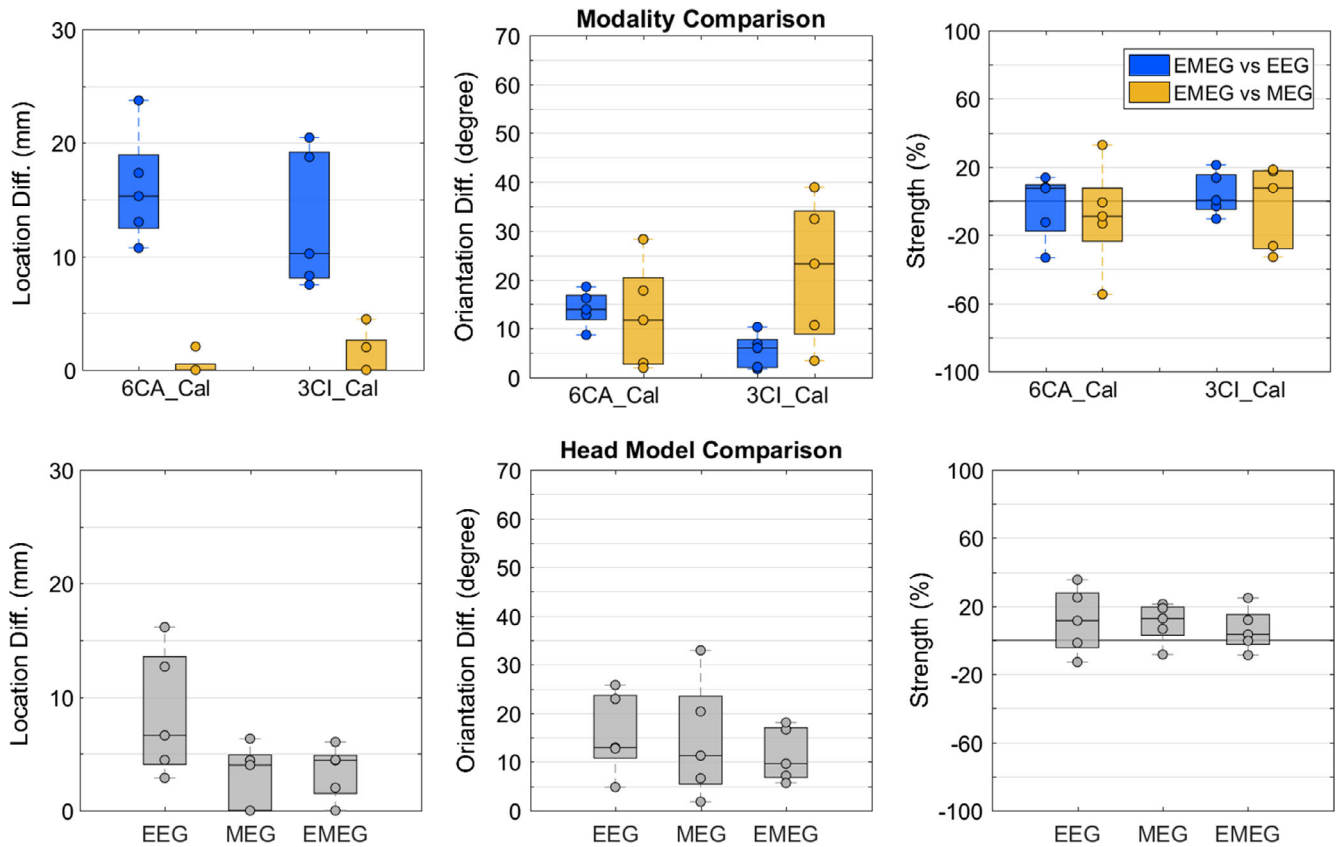 Modality Comparison
Location Diff. (mm)
30
20
10
0
6CA_Cal
3CI_Cal
Oriantation Diff. (degree)
70
60
50
40
30
20
10
0
6CA_Cal
3CI_Cal
Strength (%)
100
60
20
-20
-60
-100
6CA_Cal
3CI_Cal
EMEG vs EEG
EMEG vs MEG
Head Model Comparison
Location Diff. (mm)
30
20
10
0
EEG
MEG
EMEG
Oriantation Diff. (degree)
70
60
50
40
30
20
10
0
EEG
MEG
EMEG
Strength (%)
100
60
20
-20
-60
-100
EEG
MEG
EMEG